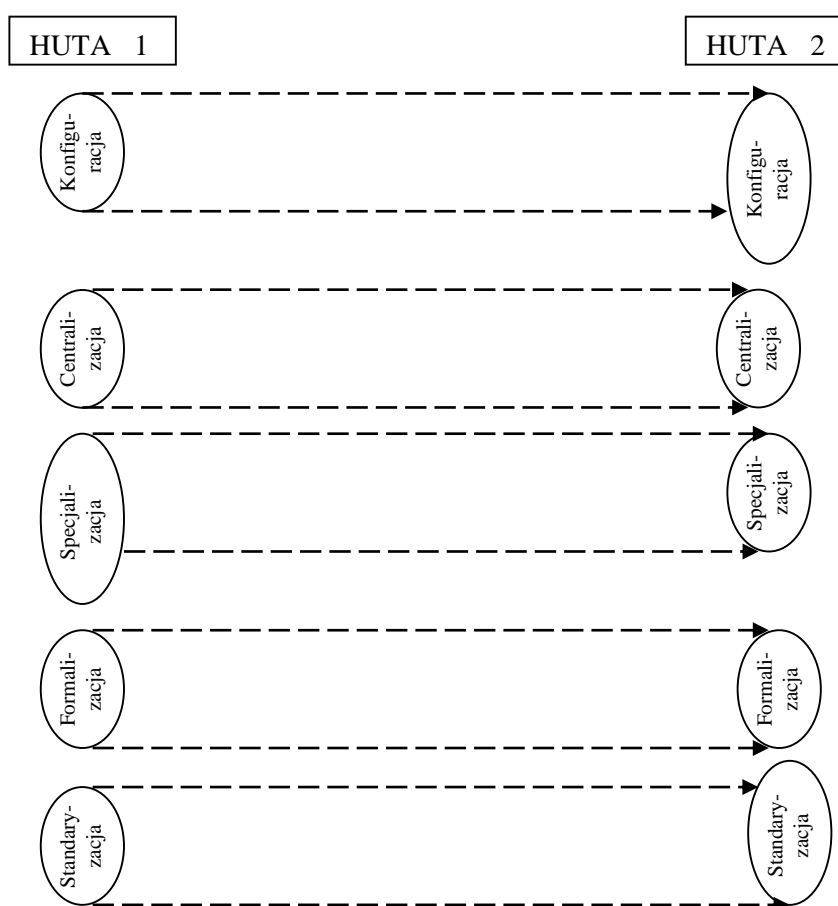 HUTA 1
HUTA 2
Konfigu-
racja
Konfigu-
racja
Centrali-
zacja
Centrali-
zacja
Specjali-
zacja
Specjali-
zacja
Formali-
zacja
Formali-
zacja
Standary-
zacja
Standary-
zacja